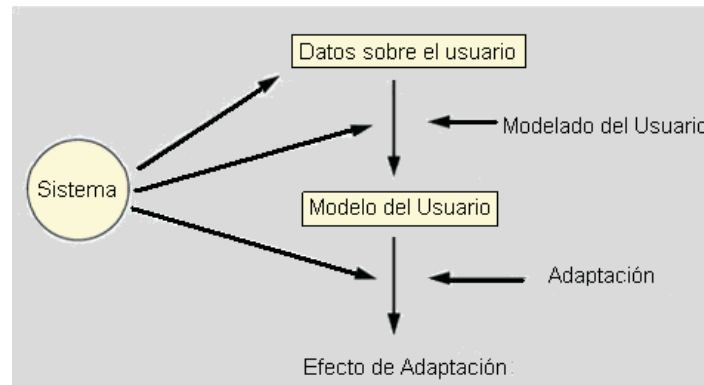 Datos sobre el usuario
Modelado del Usuario
Sistema
Modelo del Usuario
Adaptación
Efecto de Adaptación